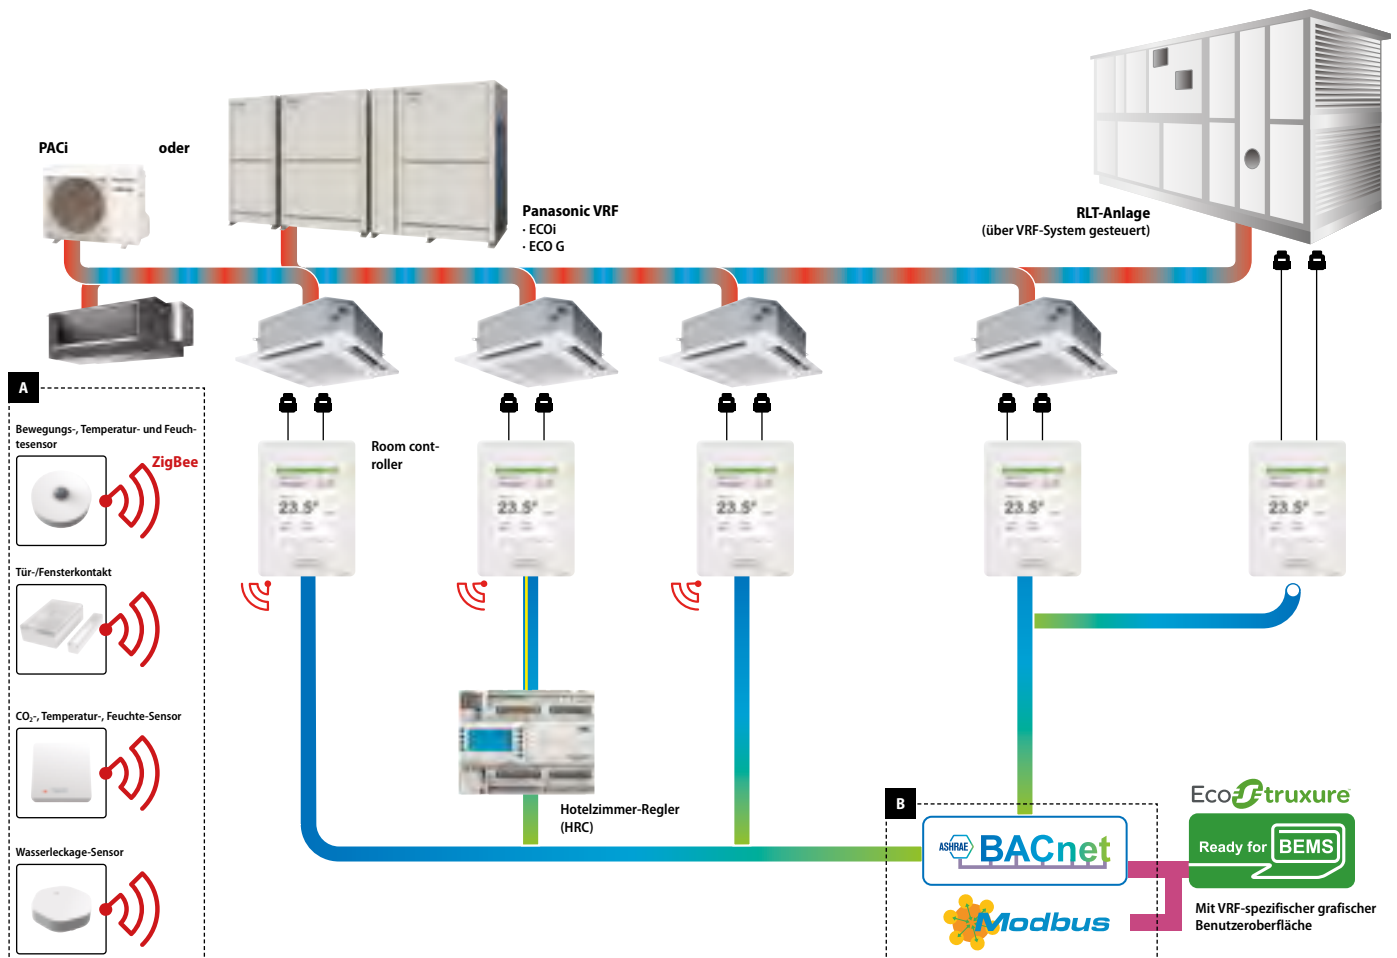 PACi
oder
Panasonic VRF
· ECOi
· ECO G
RLT-Anlage
(über VRF-System gesteuert)
A
Bewegungs-, Temperatur- und Feuch-
tesensor
ZigBee
Tür-/Fensterkontakt
CO₂-, Temperatur-, Feuchte-Sensor
Wasserleckage-Sensor
Room cont-
roller
23.5°
23.5°
23.5°
23.5°
23.5°
Hotelzimmer-Regler
(HRC)
B
ASHRAE BACnet
Modbus
EcoStruxure
Ready for BEMS
Mit VRF-spezifischer grafischer
Benutzeroberfläche